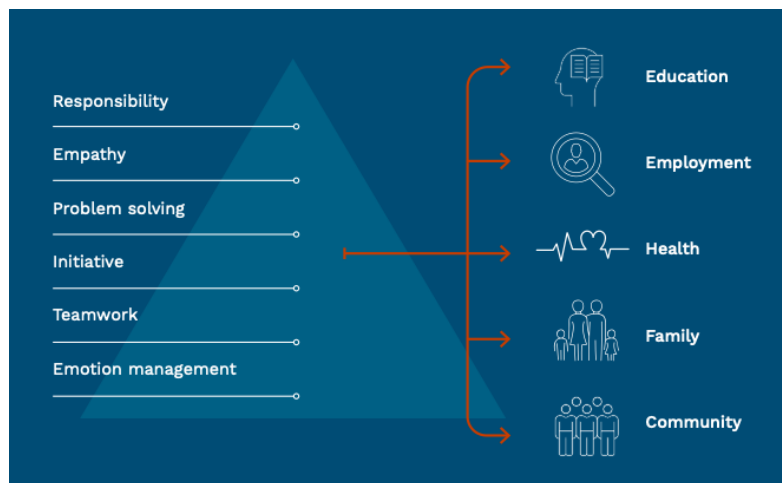 Responsibility
Empathy
Problem solving
Initiative
Teamwork
Emotion management
Education
Employment
Health
Family
Community